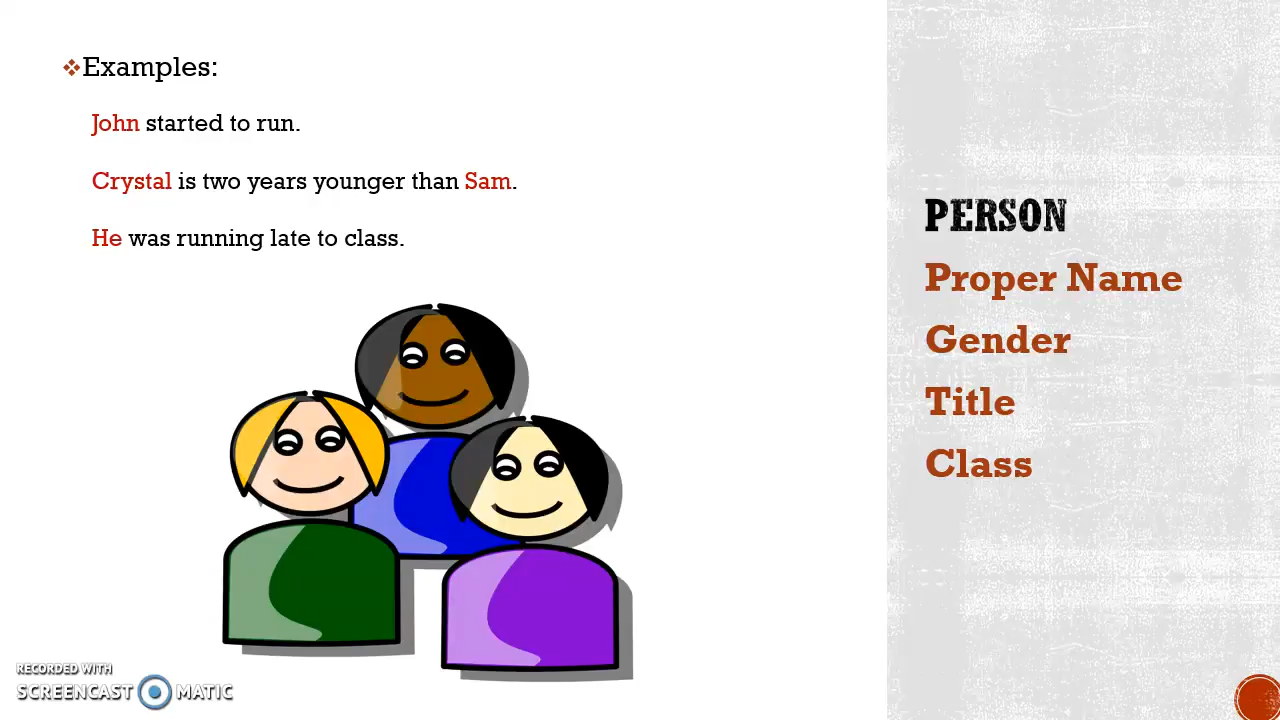 Examples:
John started to run.
Crystal is two years younger than Sam.
He was running late to class.
PERSON
Proper Name
Gender
Title
Class
RECORDED WITH
SCREENCAST MATIC